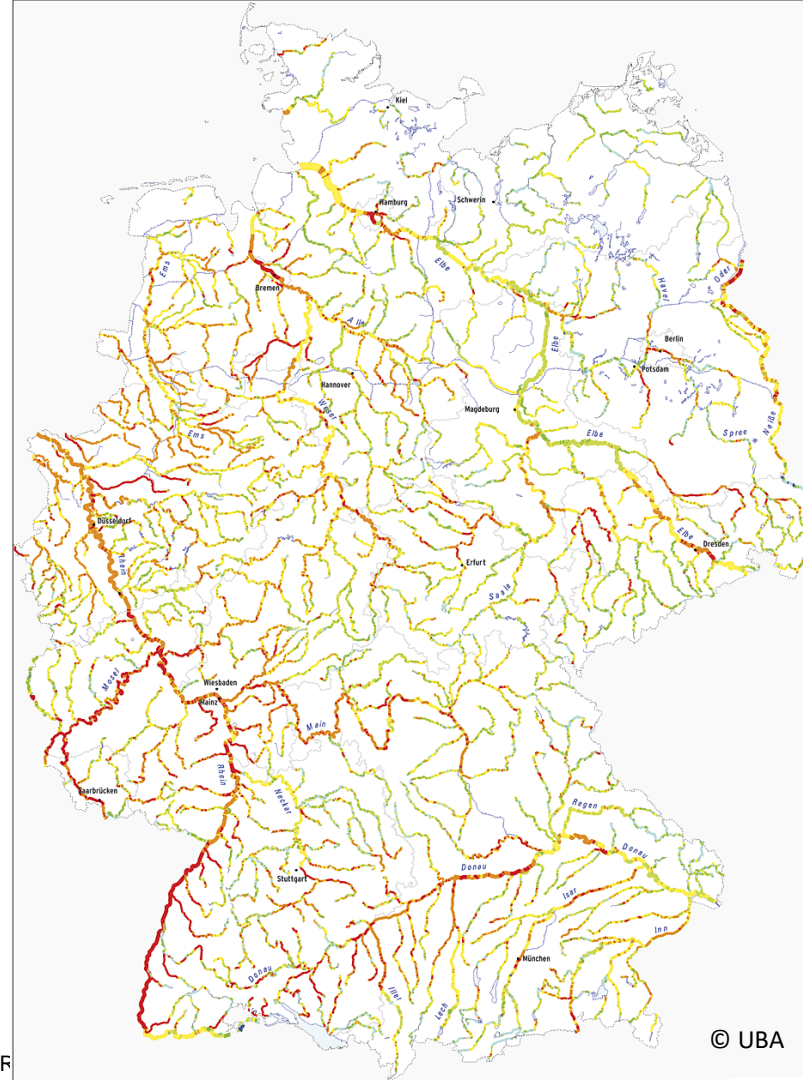 Kiel
Hamburg
Schwerin
Elbe
Ems
Bremen
Oder
Havel
Berlin
Elbe
Potsdam
Hannover
Weser
Magdeburg
Elbe
Spree
Neiße
Ems
Düsseldorf
Rhein
Elbe
Dresden
Erfurt
Saale
Mosel
Wiesbaden
Mainz
Main
Rhein
Neckar
Saarbrücken
Regen
Donau
Donau
Stuttgart
Isar
Inn
München
Donau
Iller
Lech
© UBA